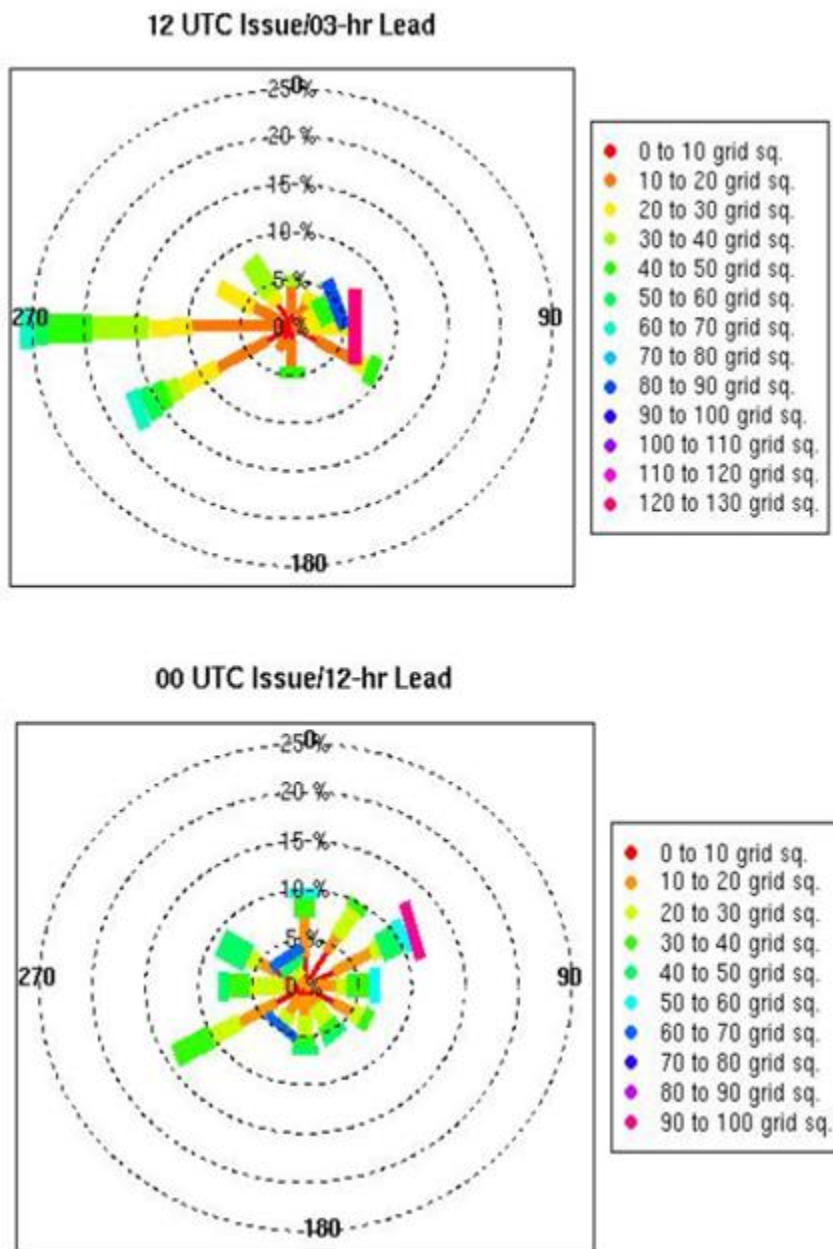 12 UTC Issue/03-hr Lead
0
25 %
20 %
15 %
10 %
5 %
0 %
270
90
180
0 to 10 grid sq.
10 to 20 grid sq.
20 to 30 grid sq.
30 to 40 grid sq.
40 to 50 grid sq.
50 to 60 grid sq.
60 to 70 grid sq.
70 to 80 grid sq.
80 to 90 grid sq.
90 to 100 grid sq.
100 to 110 grid sq.
110 to 120 grid sq.
120 to 130 grid sq.
00 UTC Issue/12-hr Lead
0
25 %
20 %
15 %
10 %
5 %
0 %
270
90
180
0 to 10 grid sq.
10 to 20 grid sq.
20 to 30 grid sq.
30 to 40 grid sq.
40 to 50 grid sq.
50 to 60 grid sq.
60 to 70 grid sq.
70 to 80 grid sq.
80 to 90 grid sq.
90 to 100 grid sq.